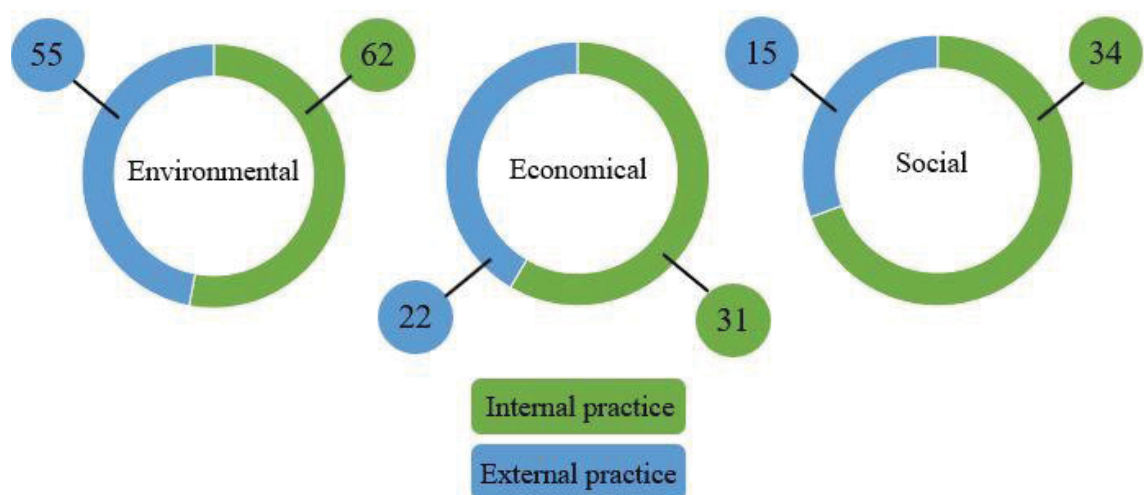 55
62
Environmental
Economical
22
31
15
34
Social
Internal practice
External practice